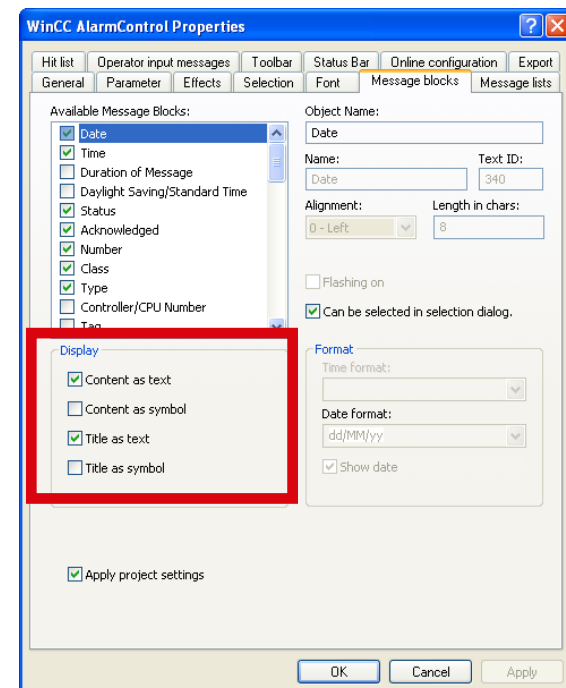 WinCC AlarmControl Properties
Hit list Operator input messages Toolbar Status Bar Online configuration Export
General Parameter Effects Selection Font Message blocks Message lists
Available Message Blocks:
Date
Time
Duration of Message
Daylight Saving/Standard Time
Status
Acknowledged
Number
Class
Type
Controller/CPU Number
Tag
Object Name:
Date
Name: Text ID:
Date 340
Alignment: Length in chars:
0 - Left 8
Flashing on
Can be selected in selection dialog.
Display
Content as text
Content as symbol
Title as text
Title as symbol
Format
Time format:
Date format:
dd/MM/yy
Show date
Apply project settings
OK Cancel Apply